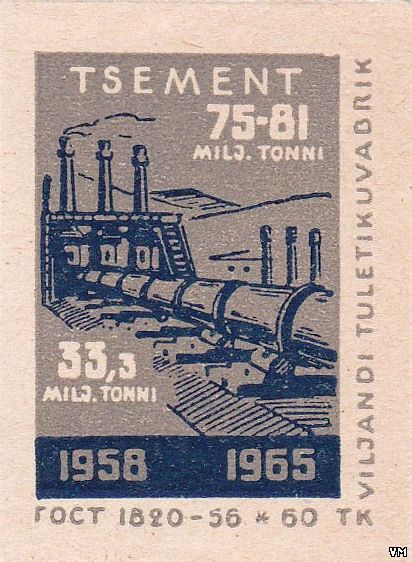 TSEMENT
75-81
MILJ. TONNI
33,3
MILJ. TONNI
1958 1965
ГОСТ 1820-56 * 60 TK
VILJANDI TULETIKUVABRIK
VM